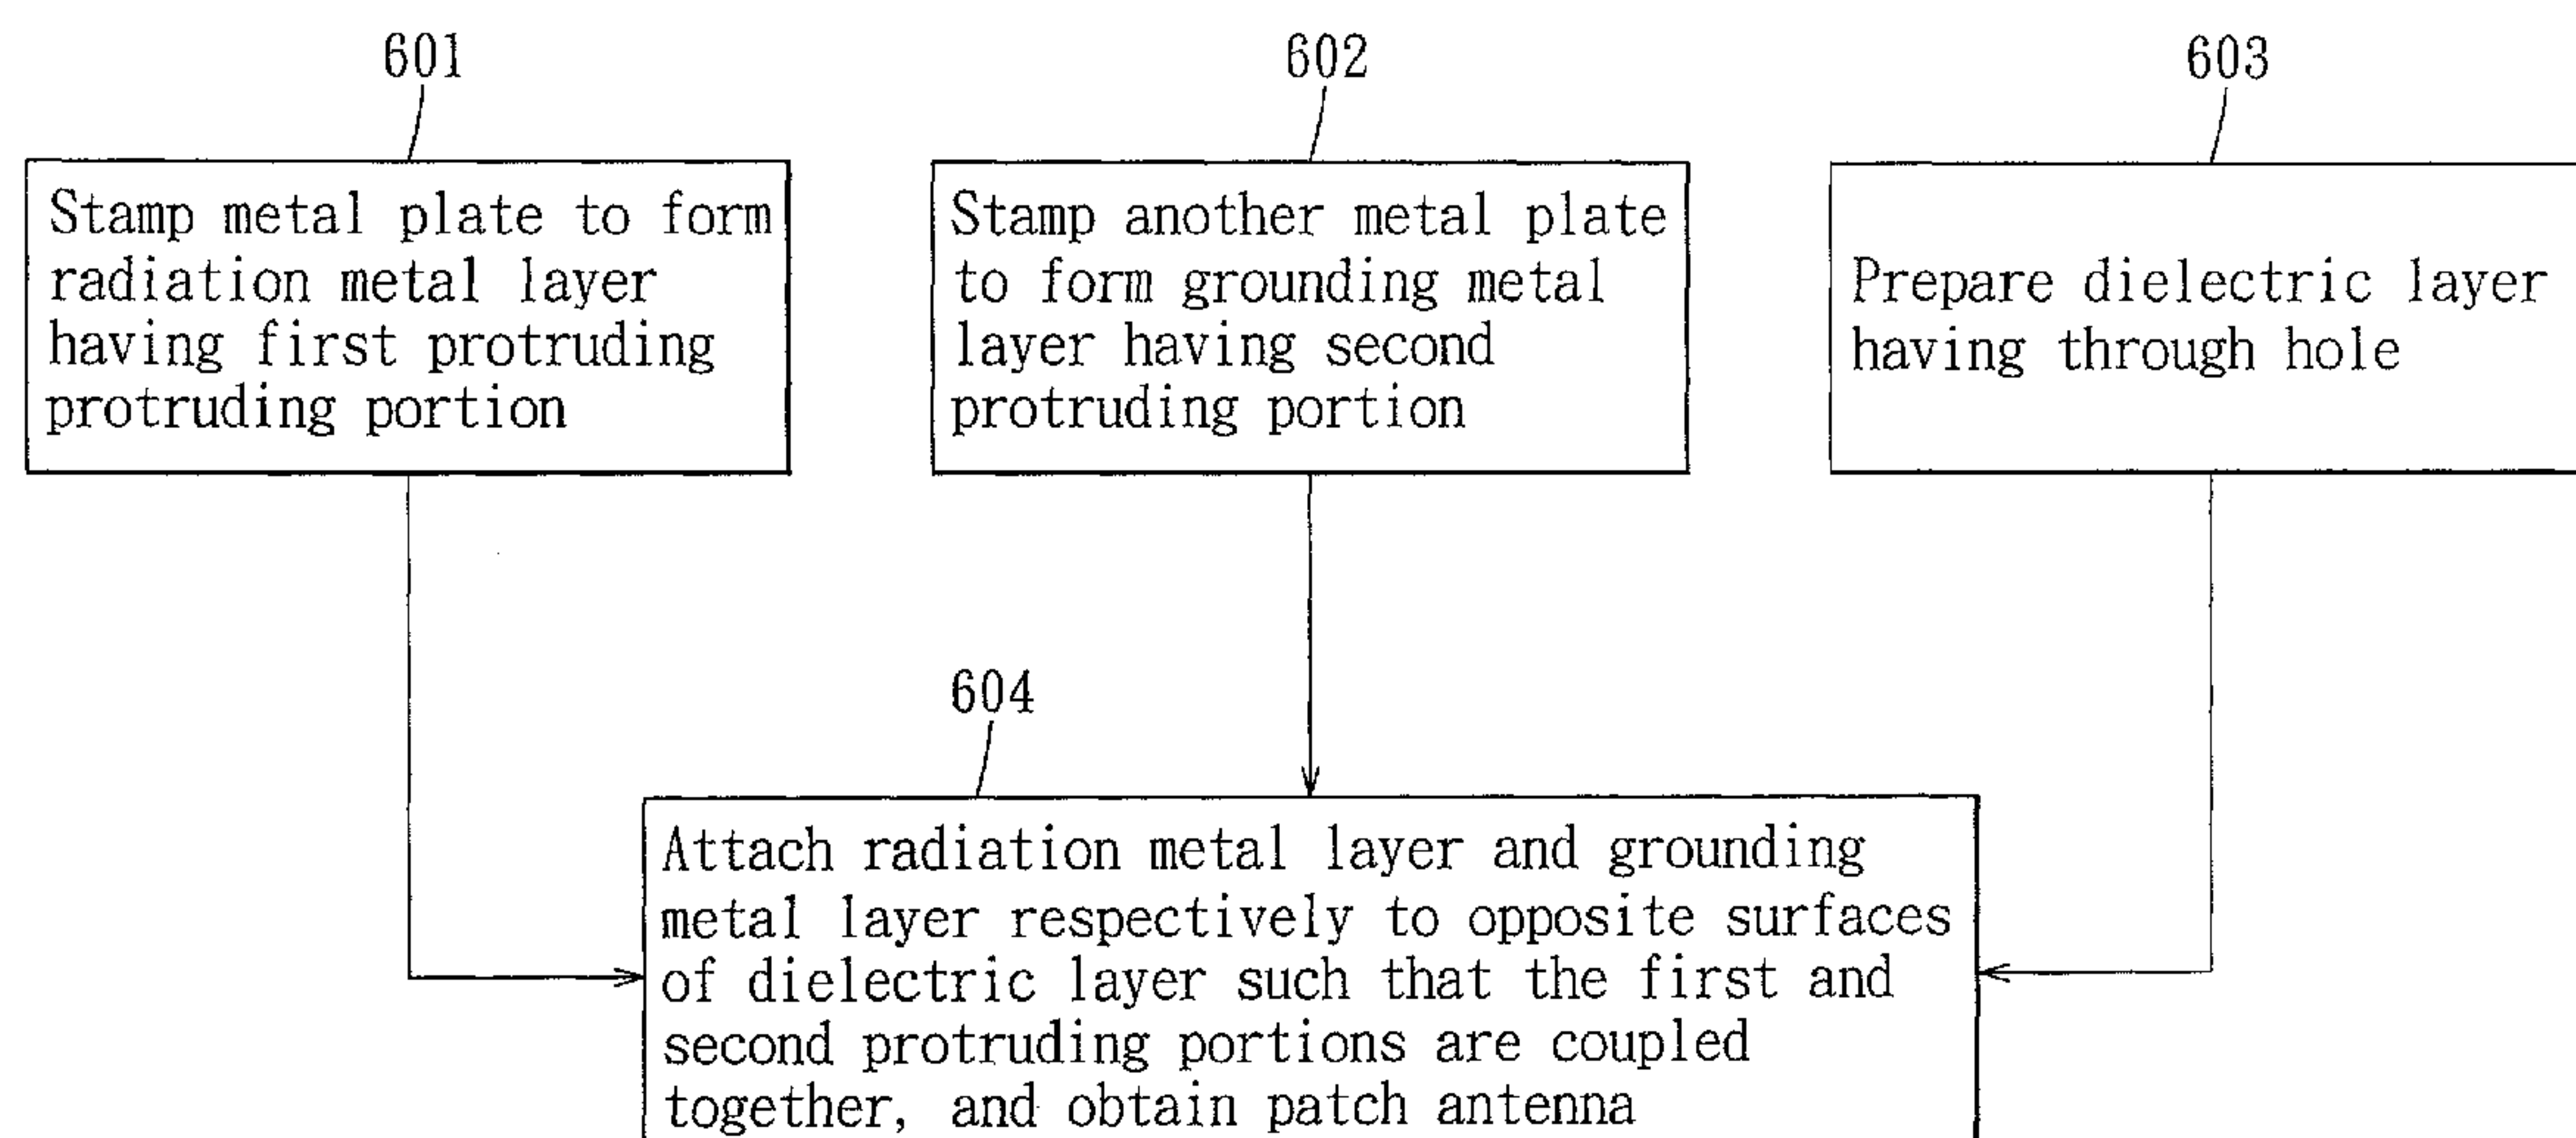 601
602
603
Stamp metal plate to form
radiation metal layer
having first protruding
protruding portion
Stamp another metal plate
to form grounding metal
layer having second
protruding portion
Prepare dielectric layer
having through hole
604
Attach radiation metal layer and grounding
metal layer respectively to opposite surfaces
of dielectric layer such that the first and
second protruding portions are coupled
together, and obtain patch antenna